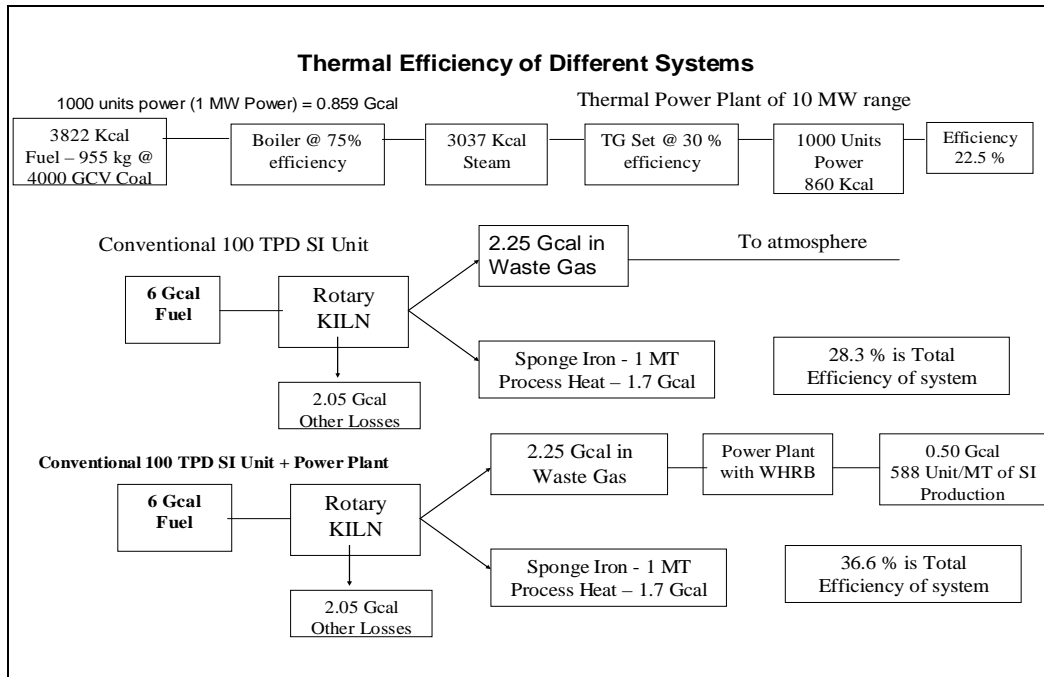 Thermal Efficiency of Different Systems
1000 units power (1 MW Power) = 0.859 Gcal
Thermal Power Plant of 10 MW range
3822 Kcal
Fuel – 955 kg @
4000 GCV Coal
Boiler @ 75%
efficiency
3037 Kcal
Steam
TG Set @ 30 %
efficiency
1000 Units
Power
860 Kcal
Efficiency
22.5 %
Conventional 100 TPD SI Unit
6 Gcal
Fuel
Rotary
KILN
2.25 Gcal in
Waste Gas
To atmosphere
Sponge Iron - 1 MT
Process Heat – 1.7 Gcal
28.3 % is Total
Efficiency of system
2.05 Gcal
Other Losses
Conventional 100 TPD SI Unit + Power Plant
6 Gcal
Fuel
Rotary
KILN
2.25 Gcal in
Waste Gas
Power Plant
with WHRB
0.50 Gcal
588 Unit/MT of SI
Production
Sponge Iron - 1 MT
Process Heat – 1.7 Gcal
36.6 % is Total
Efficiency of system
2.05 Gcal
Other Losses